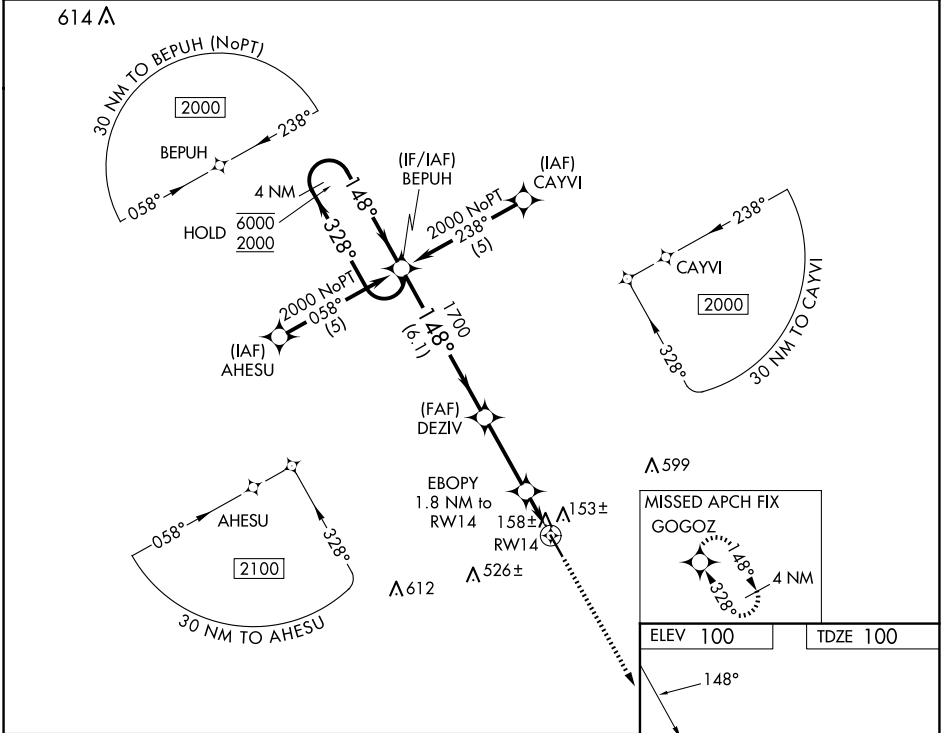 614
30 NM TO BEPUH (NoPT)
2000
238°
BEPUH
058°
4 NM
HOLD
6000
2000
148°
328°
(IF/IAF)
BEPUH
(IAF)
CAYVI
2000 NoPT
238°
(5)
2000 NoPT
058°
(5)
(IAF)
AHESU
1700
148°
(6.1)
238°
CAYVI
2000
328°
30 NM TO CAYVI
(FAF)
DEZIV
EBOPY
1.8 NM to
RW14
158±
153±
RW14
526±
612
599
058°
AHESU
2100
328°
30 NM TO AHESU
MISSED APCH FIX
GOGOZ
148°
328°
4 NM
ELEV 100
TDZE 100
148°